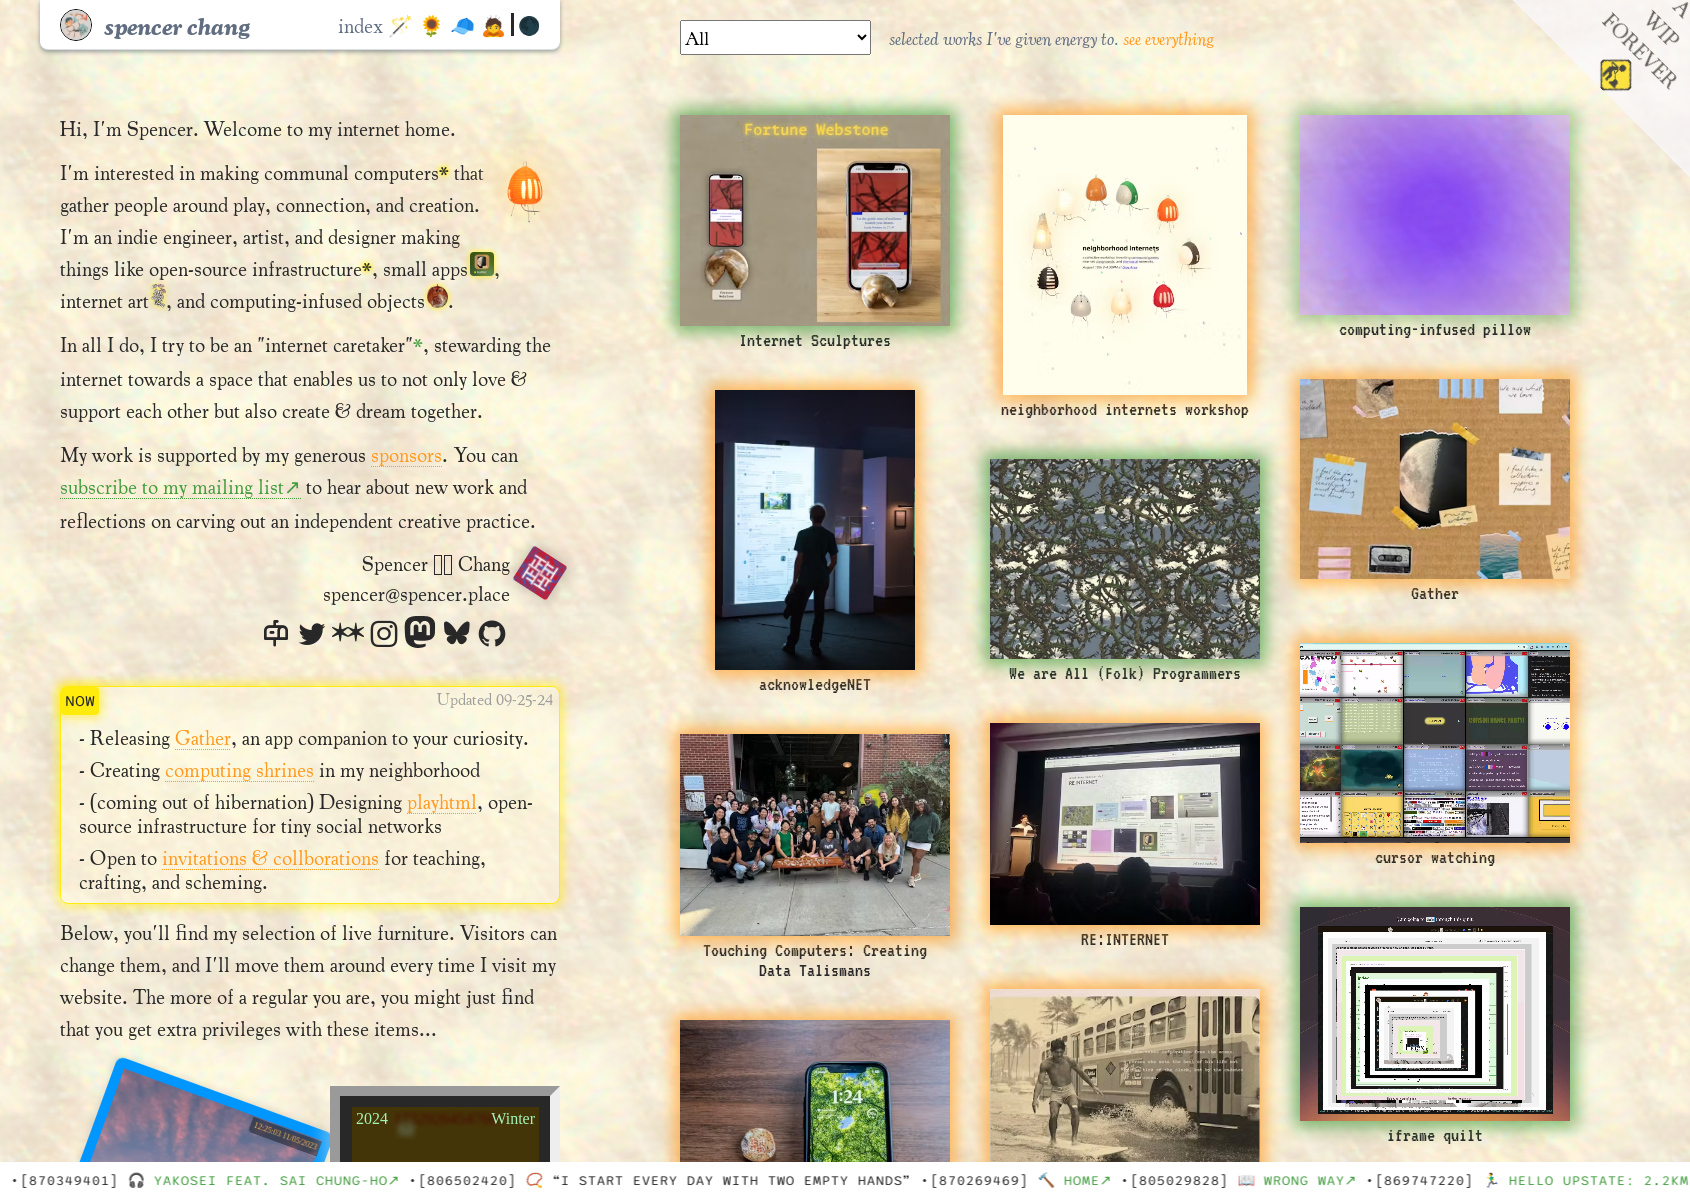 spencer chang
index
All
selected works I've given energy to. see everything
A
WIP
FOREVER
Hi, I'm Spencer. Welcome to my internet home.
I'm interested in making communal computers* that
gather people around play, connection, and creation.
I'm an indie engineer, artist, and designer making
things like open-source infrastructure*, small apps,
internet art, and computing-infused objects.
In all I do, I try to be an "internet caretaker"*, stewarding the
internet towards a space that enables us to not only love &
support each other but also create & dream together.
My work is supported by my generous sponsors. You can
subscribe to my mailing list↗ to hear about new work and
reflections on carving out an independent creative practice.
Spencer Chang
spencer@spencer.place
NOW
Updated 09-25-24
- Releasing Gather, an app companion to your curiosity.
- Creating computing shrines in my neighborhood
- (coming out of hibernation) Designing playhtml, open-
source infrastructure for tiny social networks
- Open to invitations & collborations for teaching,
crafting, and scheming.
Below, you'll find my selection of live furniture. Visitors can
change them, and I'll move them around every time I visit my
website. The more of a regular you are, you might just find
that you get extra privileges with these items...
12:25:03 11/05/2023
2024
Winter
Fortune Webstone
Internet Sculptures
neighborhood internets
neighborhood internets workshop
computing-infused pillow
acknowledgeNET
We are All (Folk) Programmers
Gather
Touching Computers: Creating
Data Talismans
RE:INTERNET
RE:INTERNET
cursor watching
1:24
iframe quilt
•[870349401] YAKOSEI FEAT. SAI CHUNG-HO↗ •[806502420] “I START EVERY DAY WITH TWO EMPTY HANDS” •[870269469] HOME↗ •[805029828] WRONG WAY↗ •[869747220] HELLO UPSTATE: 2.2KM